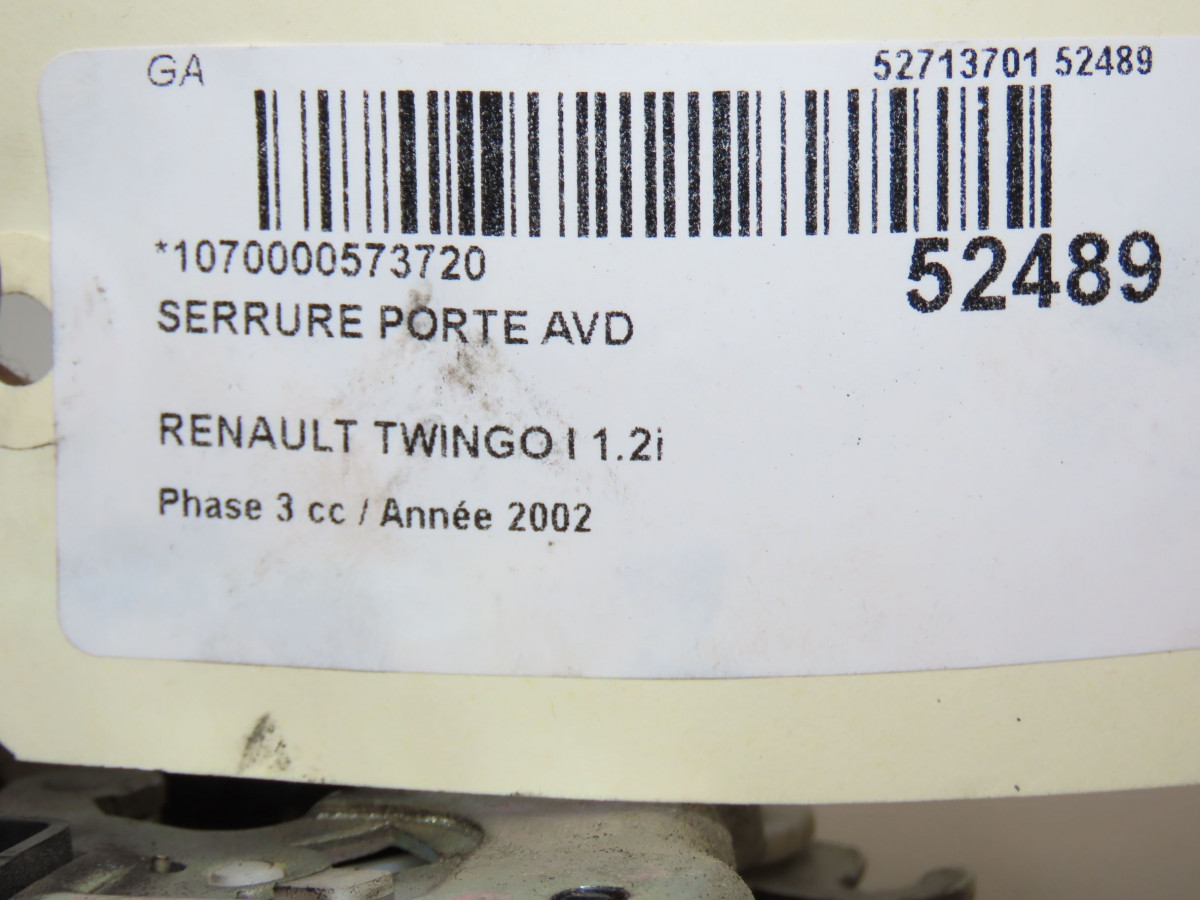 GA
52713701 52489
*1070000573720
52489
SERRURE PORTE AVD
RENAULT TWINGO I 1.2i
Phase 3 cc / Année 2002